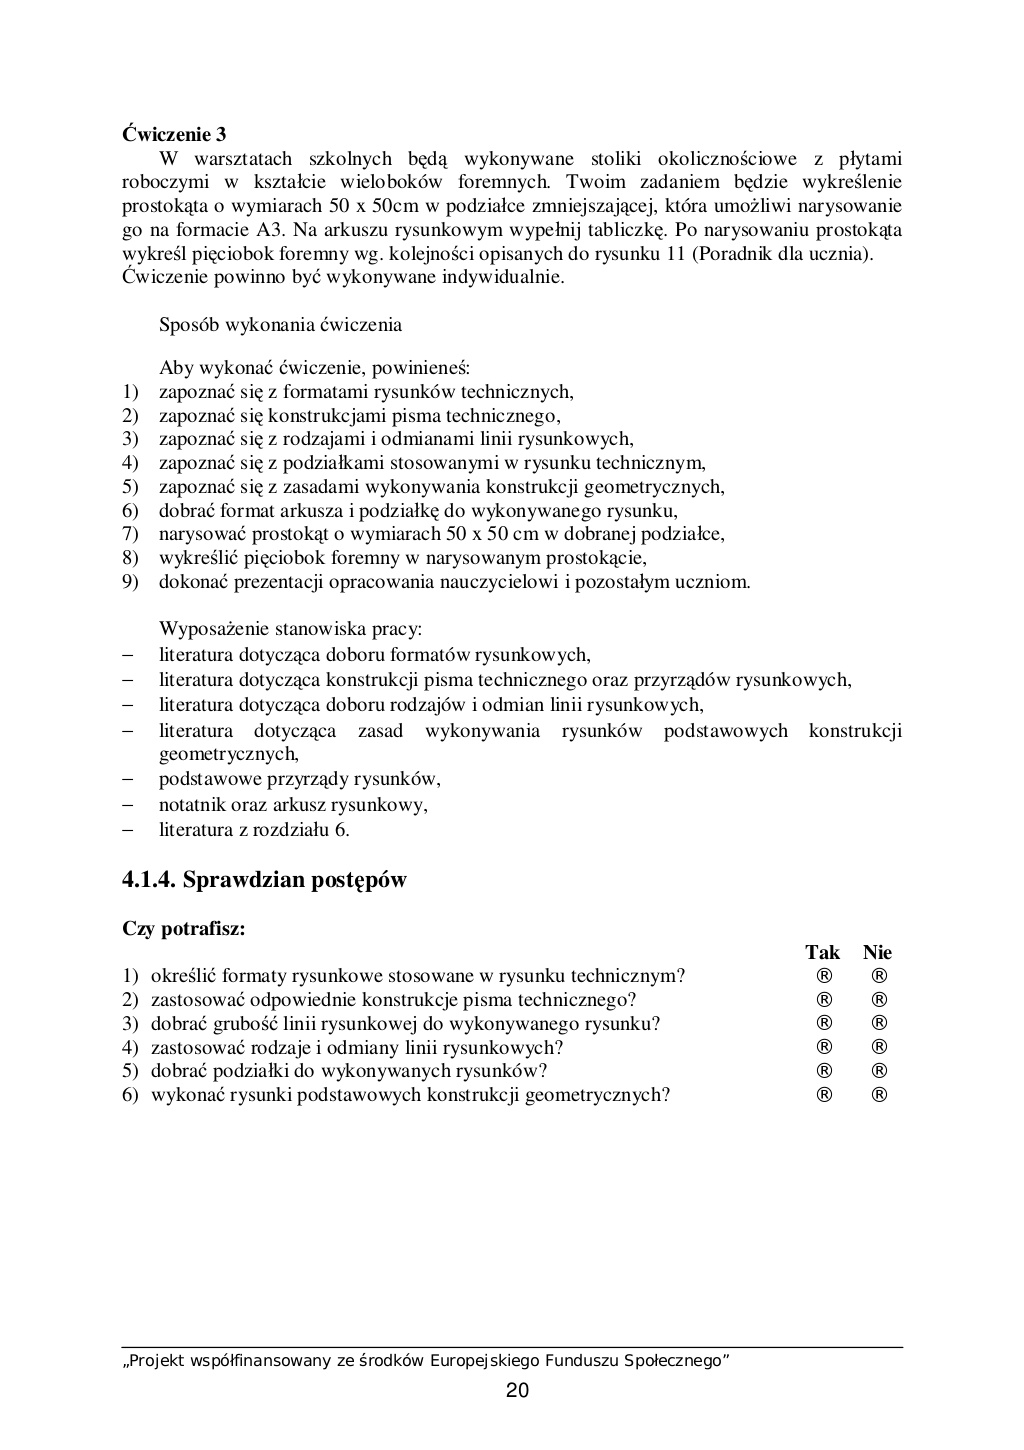 Ćwiczenie 3
W warsztatach szkolnych będą wykonywane stoliki okolicznościowe z płytami
roboczymi w kształcie wieloboków foremnych. Twoim zadaniem będzie wykreślenie
prostokąta o wymiarach 50 x 50cm w podziałce zmniejszającej, która umożliwi narysowanie
go na formacie A3. Na arkuszu rysunkowym wypełnij tabliczkę. Po narysowaniu prostokąta
wykreśl pięciobok foremny wg. kolejności opisanych do rysunku 11 (Poradnik dla ucznia).
Ćwiczenie powinno być wykonywane indywidualnie.
Sposób wykonania ćwiczenia
Aby wykonać ćwiczenie, powinieneś:
1) zapoznać się z formatami rysunków technicznych,
2) zapoznać się konstrukcjami pisma technicznego,
3) zapoznać się z rodzajami i odmianami linii rysunkowych,
4) zapoznać się z podziałkami stosowanymi w rysunku technicznym,
5) zapoznać się z zasadami wykonywania konstrukcji geometrycznych,
6) dobrać format arkusza i podziałkę do wykonywanego rysunku,
7) narysować prostokąt o wymiarach 50 x 50 cm w dobranej podziałce,
8) wykreślić pięciobok foremny w narysowanym prostokącie,
9) dokonać prezentacji opracowania nauczycielowi i pozostałym uczniom.
Wyposażenie stanowiska pracy:
− literatura dotycząca doboru formatów rysunkowych,
− literatura dotycząca konstrukcji pisma technicznego oraz przyrządów rysunkowych,
− literatura dotycząca doboru rodzajów i odmian linii rysunkowych,
− literatura dotycząca zasad wykonywania rysunków podstawowych konstrukcji
geometrycznych,
− podstawowe przyrządy rysunków,
− notatnik oraz arkusz rysunkowy,
− literatura z rozdziału 6.
4.1.4. Sprawdzian postępów
Czy potrafisz:
Tak Nie
1) określić formaty rysunkowe stosowane w rysunku technicznym? ® ®
2) zastosować odpowiednie konstrukcje pisma technicznego? ® ®
3) dobrać grubość linii rysunkowej do wykonywanego rysunku? ® ®
4) zastosować rodzaje i odmiany linii rysunkowych? ® ®
5) dobrać podziałki do wykonywanych rysunków? ® ®
6) wykonać rysunki podstawowych konstrukcji geometrycznych? ® ®
„Projekt współfinansowany ze środków Europejskiego Funduszu Społecznego”
20